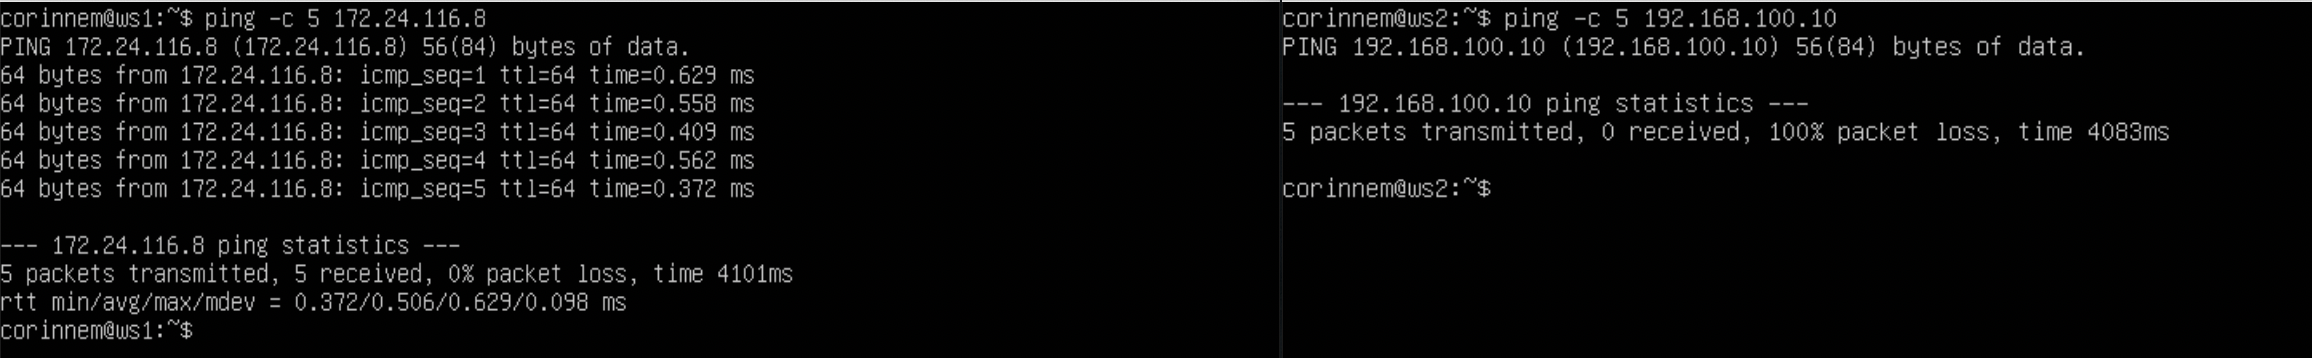 corinnem@ws1:~$ ping -c 5 172.24.116.8
PING 172.24.116.8 (172.24.116.8) 56(84) bytes of data.
64 bytes from 172.24.116.8: icmp_seq=1 ttl=64 time=0.629 ms
64 bytes from 172.24.116.8: icmp_seq=2 ttl=64 time=0.558 ms
64 bytes from 172.24.116.8: icmp_seq=3 ttl=64 time=0.409 ms
64 bytes from 172.24.116.8: icmp_seq=4 ttl=64 time=0.562 ms
64 bytes from 172.24.116.8: icmp_seq=5 ttl=64 time=0.372 ms
--- 172.24.116.8 ping statistics ---
5 packets transmitted, 5 received, 0% packet loss, time 4101ms
rtt min/avg/max/mdev = 0.372/0.506/0.629/0.098 ms
corinnem@ws1:~$
corinnem@ws2:~$ ping -c 5 192.168.100.10
PING 192.168.100.10 (192.168.100.10) 56(84) bytes of data.
--- 192.168.100.10 ping statistics ---
5 packets transmitted, 0 received, 100% packet loss, time 4083ms
corinnem@ws2:~$